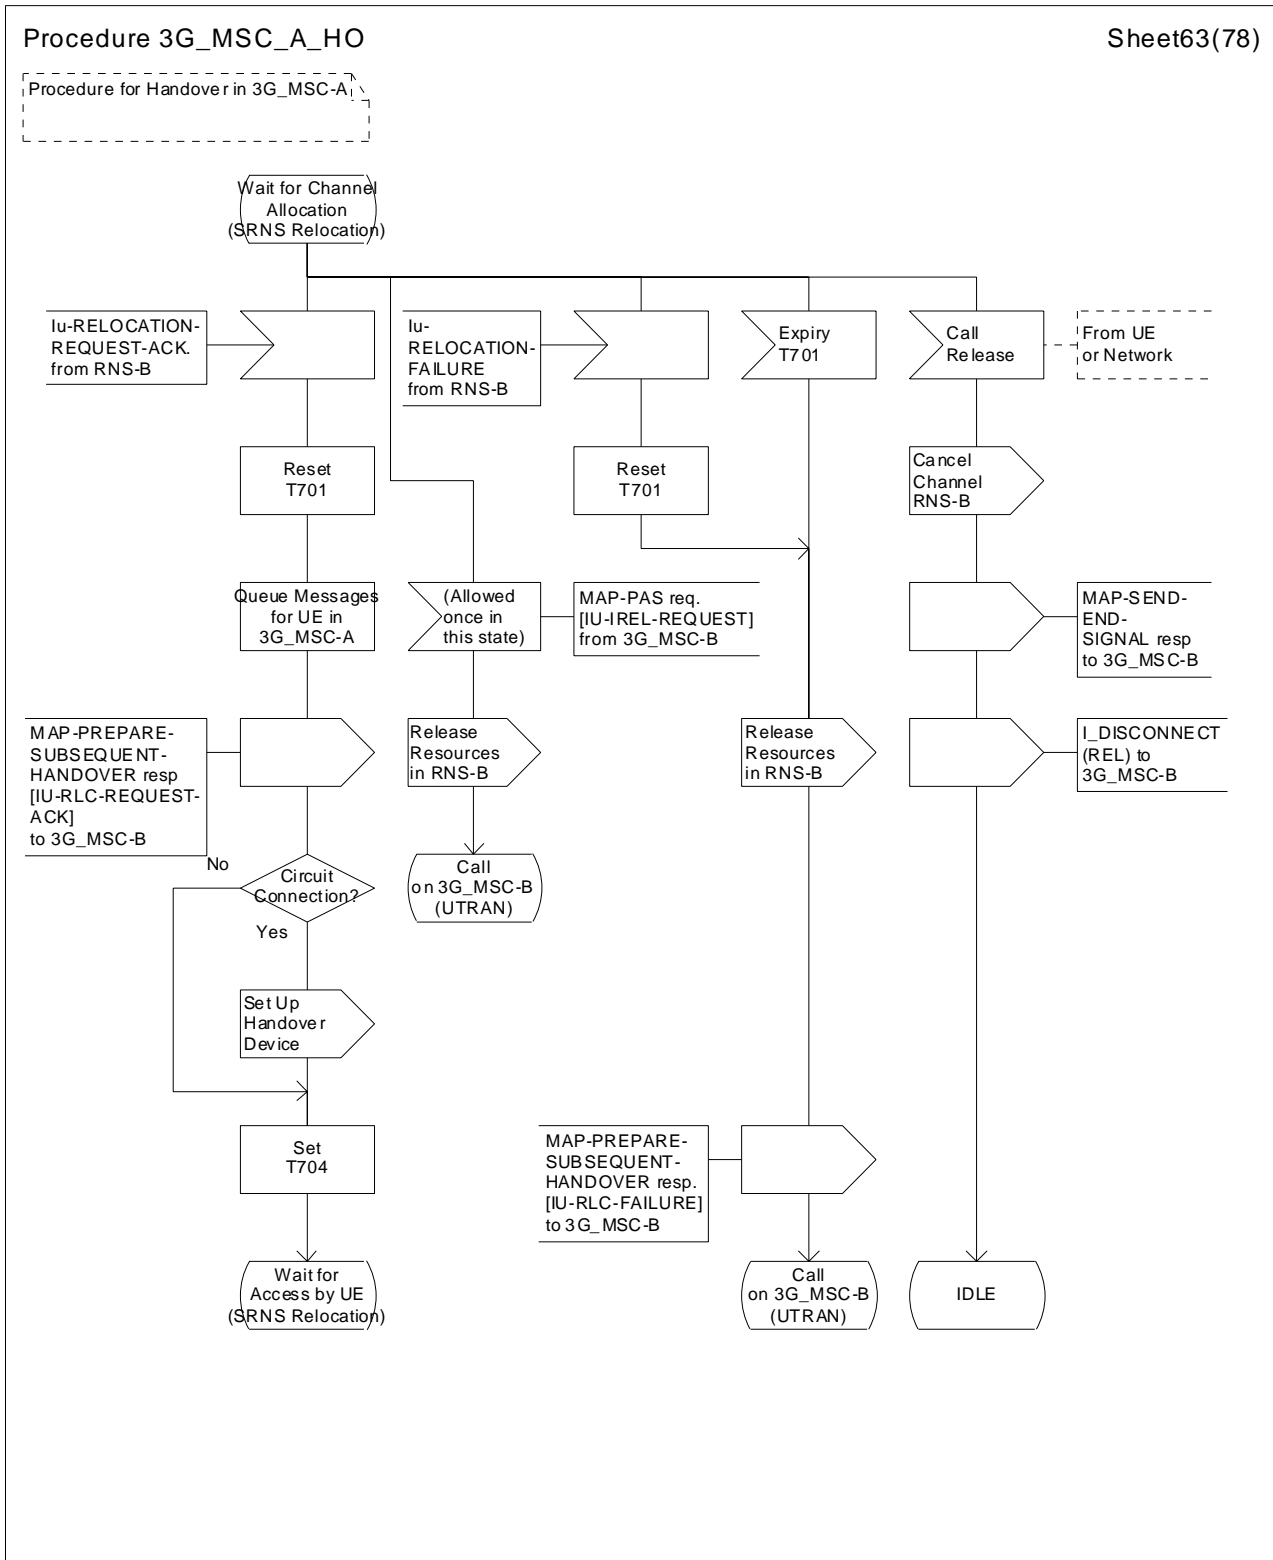 Procedure 3G_MSC_A_HO
Sheet63(78)
Procedure for Handover in 3G_MSC-A
Wait for Channel
Allocation
(SRNS Relocation)
Iu-RELOCATION-
REQUEST-ACK.
from RNS-B
Iu-
RELOCATION-
FAILURE
from RNS-B
Expiry
T701
Call
Release
From UE
or Network
Reset
T701
Reset
T701
Cancel
Channel
RNS-B
Queue Messages
for UE in
3G_MSC-A
(Allowed
once in
this state)
MAP-PAS req.
[IU-IREL-REQUEST]
from 3G_MSC-B
MAP-SEND-
END-
SIGNAL resp
to 3G_MSC-B
MAP-PREPARE-
SUBSEQUENT-
HANDOVER resp
[IU-RLC-REQUEST-
ACK]
to 3G_MSC-B
Release
Resources
in RNS-B
Release
Resources
in RNS-B
I_DISCONNECT
(REL) to
3G_MSC-B
No
Circuit
Connection?
Yes
Call
on 3G_MSC-B
(UTRAN)
Set Up
Handover
Device
Set
T704
MAP-PREPARE-
SUBSEQUENT-
HANDOVER resp.
[IU-RLC-FAILURE]
to 3G_MSC-B
Wait for
Access by UE
(SRNS Relocation)
Call
on 3G_MSC-B
(UTRAN)
IDLE